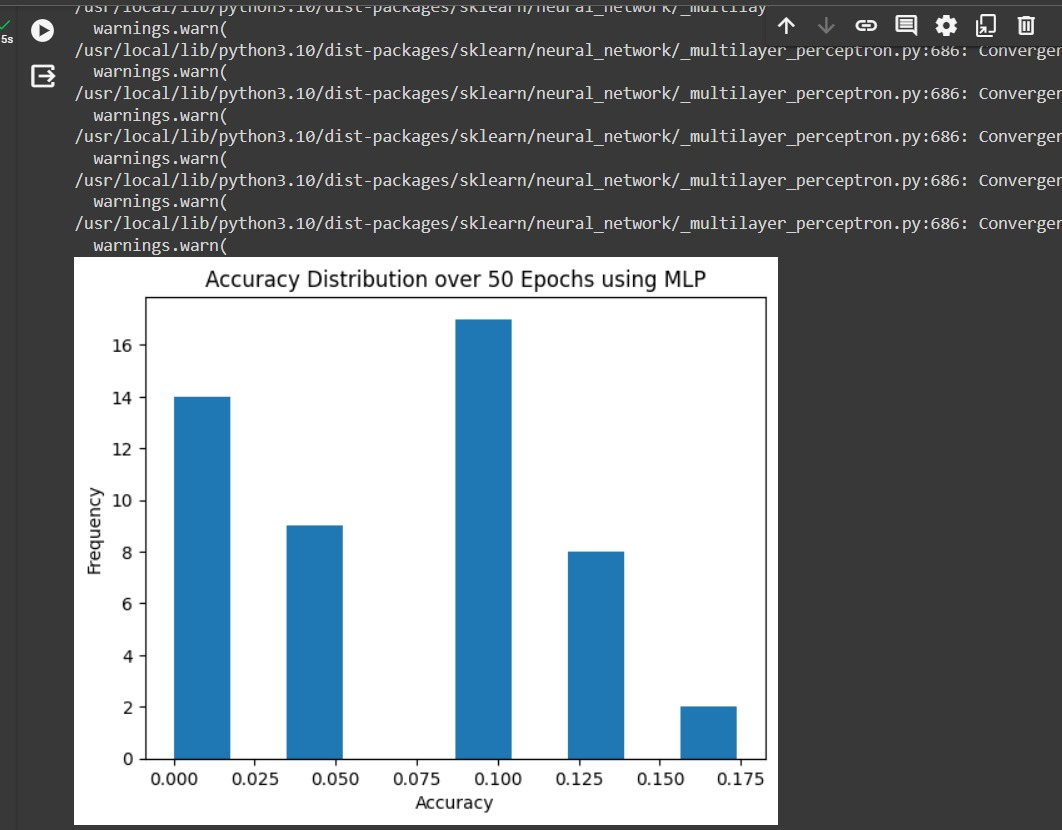 /usr/local/lib/python3.10/dist-packages/sklearn/neural_network/_multilay
warnings.warn(
/usr/local/lib/python3.10/dist-packages/sklearn/neural_network/_multilayer_perceptron.py:686: Converger
warnings.warn(
/usr/local/lib/python3.10/dist-packages/sklearn/neural_network/_multilayer_perceptron.py:686: Converger
warnings.warn(
/usr/local/lib/python3.10/dist-packages/sklearn/neural_network/_multilayer_perceptron.py:686: Converger
warnings.warn(
/usr/local/lib/python3.10/dist-packages/sklearn/neural_network/_multilayer_perceptron.py:686: Converger
warnings.warn(
/usr/local/lib/python3.10/dist-packages/sklearn/neural_network/_multilayer_perceptron.py:686: Converger
warnings.warn(
5s
Accuracy Distribution over 50 Epochs using MLP
Frequency
16
14
12
10
8
6
4
2
0
0.000 0.025 0.050 0.075 0.100 0.125 0.150 0.175
Accuracy